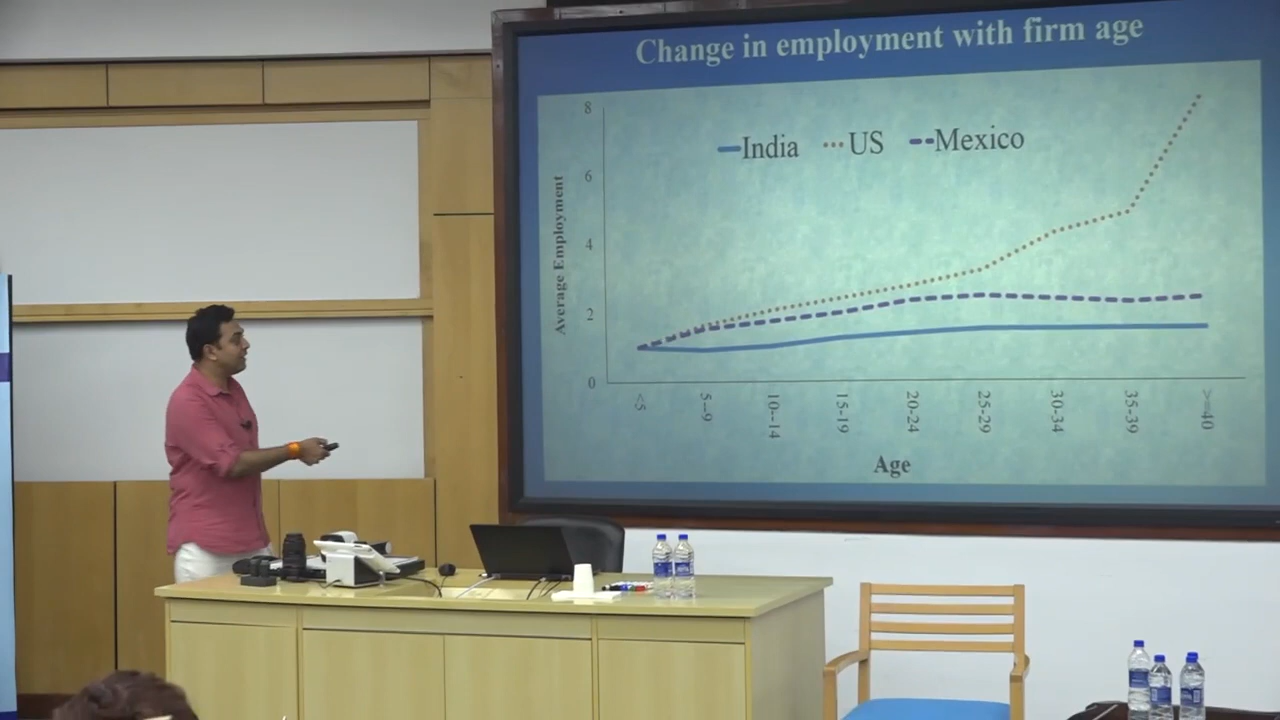 Change in employment with firm age
8
6
4
2
0
India US Mexico
Average Employment
<5 5--9 10--14 15-19 20-24 25-29 30-34 35-39 >=40
Age